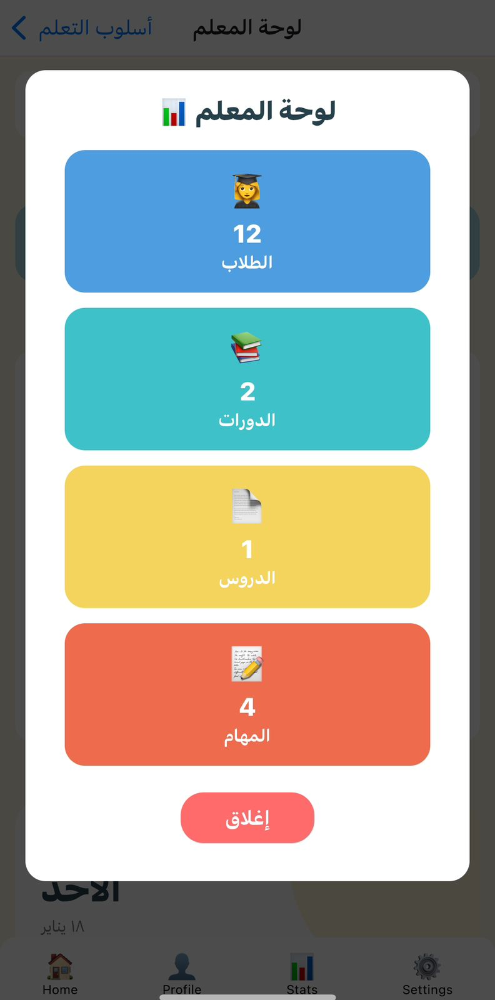 أسلوب التعلم
لوحة المعلم
لوحة المعلم
12
الطلاب
2
الدورات
1
الدروس
4
المهام
إغلاق
الأحد
١٨ يناير
Home
Profile
Stats
Settings